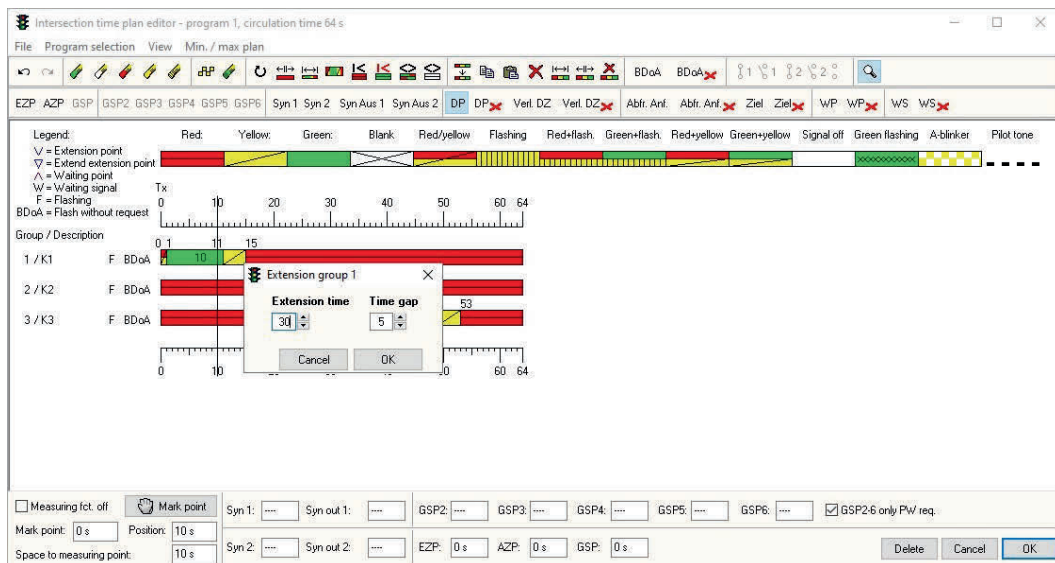 Intersection time plan editor - program 1, circulation time 64 s
File Program selection View Min. / max plan
BDoA BDoA 1 1 2 2
EZP AZP GSP GSP2 GSP3 GSP4 GSP5 GSP6 Syn 1 Syn 2 Syn Aus 1 Syn Aus 2 DP DP Verl. DZ Verl. DZ Abfr. Anf. Abfr. Anf. Ziel Ziel WP WP WS WS
Legend: Red: Yellow: Green: Blank Red/yellow Flashing Red+flash. Green+flash. Red+yellow Green+yellow Signal off Green flashing A-blinker Pilot tone
V = Extension point
▽ = Extend extension point
Λ = Waiting point
W = Waiting signal Tx
F = Flashing 0 10 20 30 40 50 60 64
BDoA = Flash without request
Group / Description
0 1 11 15
1 / K1 F BDoA 10
Extension group 1
2 / K2 F BDoA
Extension time Time gap
53
3 / K3 F BDoA
30 5
Cancel OK
0 10 20 30 40 50 60 64
Measuring fct. off Mark point Syn 1: ---- Syn out 1: ---- GSP2: ---- GSP3: ---- GSP4: ---- GSP5: ---- GSP6: ---- GSP2-6 only PW req.
Mark point: 0 s Position: 10 s
Space to measuring point: 10 s Syn 2: ---- Syn out 2: ---- EZP: 0 s AZP: 0 s GSP: 0 s Delete Cancel OK